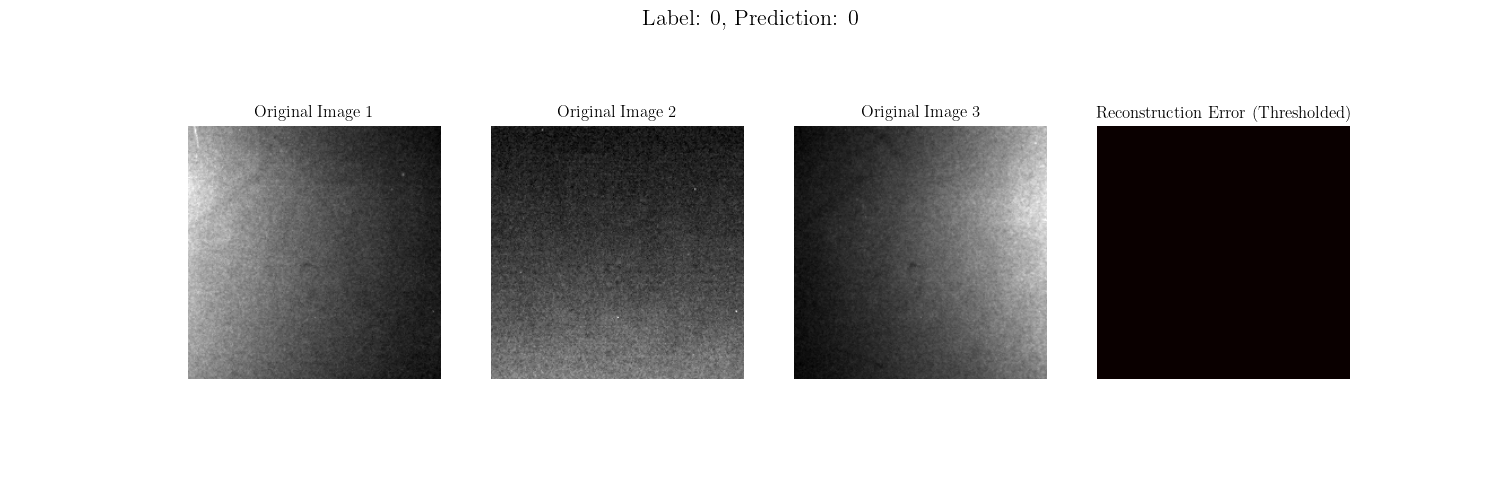 Label: 0, Prediction: 0
Original Image 1
Original Image 2
Original Image 3
Reconstruction Error (Thresholded)